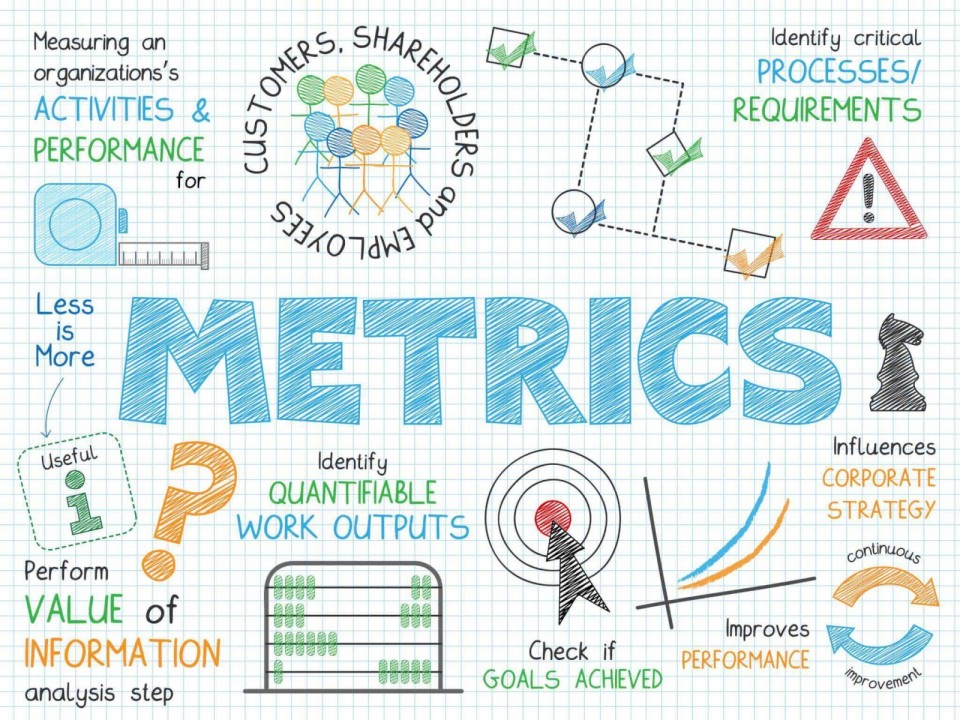 Measuring an
organizations's
ACTIVITIES &
PERFORMANCE
for
CUSTOMERS, SHAREHOLDERS and EMPLOYEES
Identify critical
PROCESSES/
REQUIREMENTS
!
Less
is
More
METRICS
Useful
i
?
Perform
VALUE of
INFORMATION
analysis step
Identify
QUANTIFIABLE
WORK OUTPUTS
Check if
GOALS ACHIEVED
Improves
PERFORMANCE
Influences
CORPORATE
STRATEGY
continuous
improvement